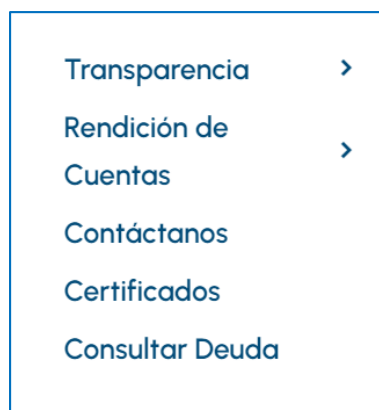 Transparencia
Rendición de
Cuentas
Contáctanos
Certificados
Consultar Deuda